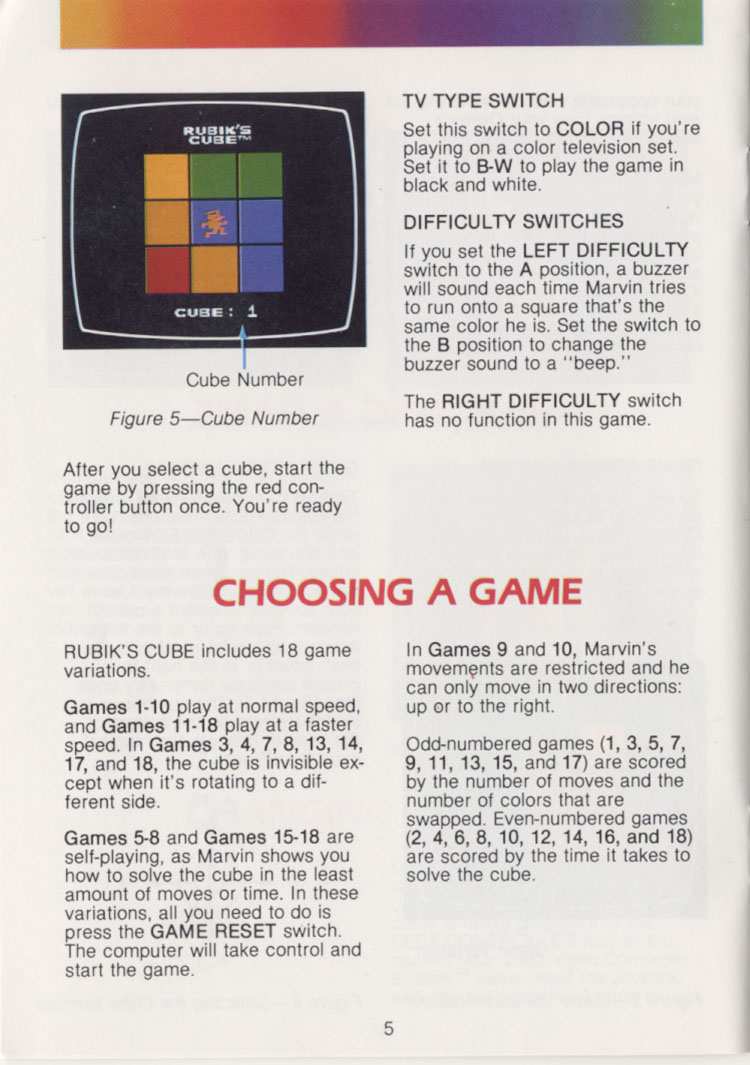 RUBIK'S
CUBE™
CUBE: 1
Cube Number
Figure 5—Cube Number
After you select a cube, start the
game by pressing the red con-
troller button once. You're ready
to go!
TV TYPE SWITCH
Set this switch to COLOR if you're
playing on a color television set.
Set it to B-W to play the game in
black and white.
DIFFICULTY SWITCHES
If you set the LEFT DIFFICULTY
switch to the A position, a buzzer
will sound each time Marvin tries
to run onto a square that's the
same color he is. Set the switch to
the B position to change the
buzzer sound to a "beep."
The RIGHT DIFFICULTY switch
has no function in this game.
CHOOSING A GAME
RUBIK'S CUBE includes 18 game
variations.
Games 1-10 play at normal speed,
and Games 11-18 play at a faster
speed. In Games 3, 4, 7, 8, 13, 14,
17, and 18, the cube is invisible ex-
cept when it's rotating to a dif-
ferent side.
Games 5-8 and Games 15-18 are
self-playing, as Marvin shows you
how to solve the cube in the least
amount of moves or time. In these
variations, all you need to do is
press the GAME RESET switch.
The computer will take control and
start the game.
In Games 9 and 10, Marvin's
movements are restricted and he
can only move in two directions:
up or to the right.
Odd-numbered games (1, 3, 5, 7,
9, 11, 13, 15, and 17) are scored
by the number of moves and the
number of colors that are
swapped. Even-numbered games
(2, 4, 6, 8, 10, 12, 14, 16, and 18)
are scored by the time it takes to
solve the cube.
5